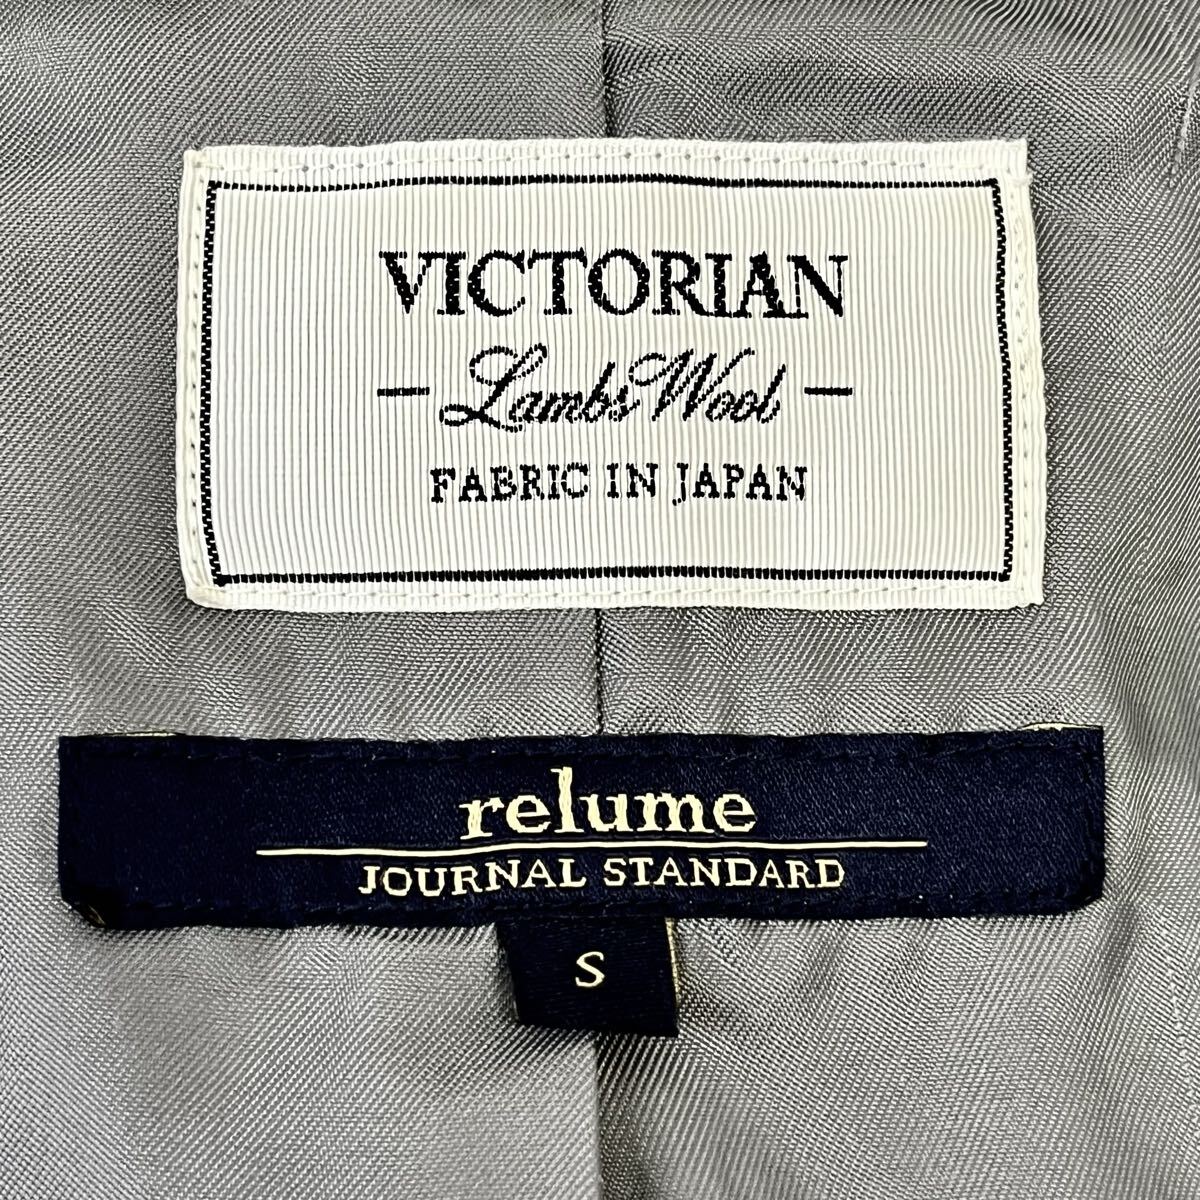 VICTORIAN
— Lambs Wool —
FABRIC IN JAPAN
relume
JOURNAL STANDARD
S